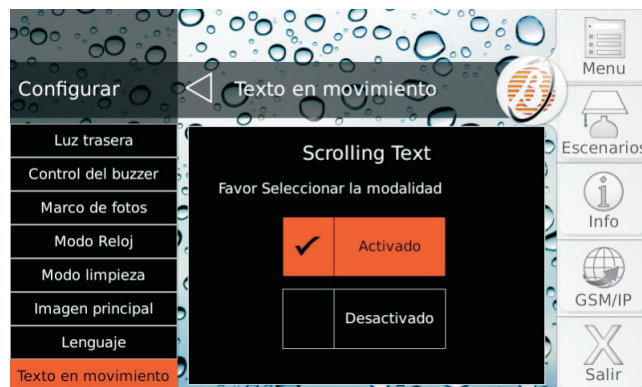 Configurar
Texto en movimiento
Luz trasera
Control del buzzer
Marco de fotos
Modo Reloj
Modo limpieza
Imagen principal
Lenguaje
Texto en movimiento
Scrolling Text
Favor Seleccionar la modalidad
Activado
Desactivado
Menu
Escenarios
Info
GSM/IP
Salir